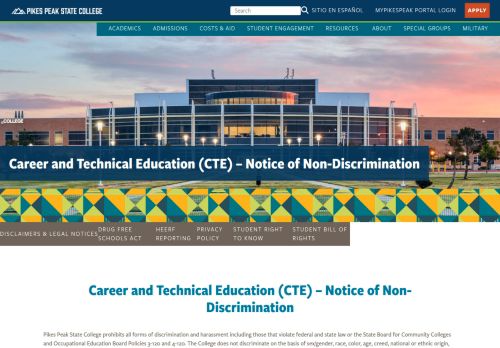 PIKES PEAK STATE COLLEGE
Search
SITIO EN ESPAÑOL
MYPIKESPEAK PORTAL LOGIN
APPLY
ACADEMICS ADMISSIONS COSTS & AID STUDENT ENGAGEMENT RESOURCES ABOUT SPECIAL GROUPS MILITARY
COLLEGE
Career and Technical Education (CTE) – Notice of Non-Discrimination
DISCLAIMERS & LEGAL NOTICES
DRUG FREE
SCHOOLS ACT
HEERF
REPORTING
PRIVACY
POLICY
STUDENT RIGHT
TO KNOW
STUDENT BILL OF
RIGHTS
Career and Technical Education (CTE) – Notice of Non-
Discrimination
Pikes Peak State College prohibits all forms of discrimination and harassment including those that violate federal and state law or the State Board for Community Colleges
and Occupational Education Board Policies 3-120 and 4-120. The College does not discriminate on the basis of sex/gender, race, color, age, creed, national or ethnic origin,